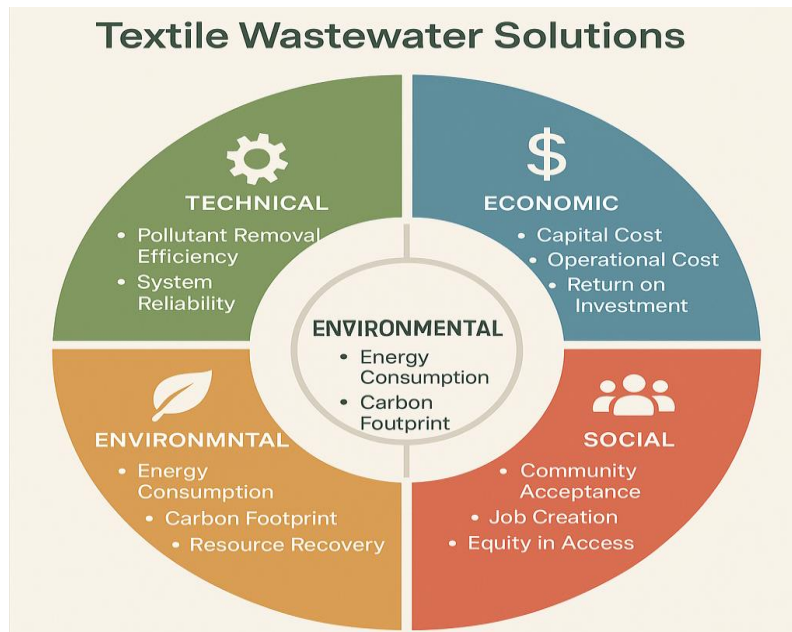 Textile Wastewater Solutions
TECHNICAL
• Pollutant Removal
Efficiency
• System
Reliability
$
ECONOMIC
• Capital Cost
• Operational Cost
• Return on
Investment
ENVIRONMENTAL
• Energy
Consumption
• Carbon
Foutprint
ENVIRONMNTAL
• Energy
Consumption
• Carbon Footprint
• Resource Recovery
SOCIAL
• Community
Acceptance
• Job Creation
• Equity in Access